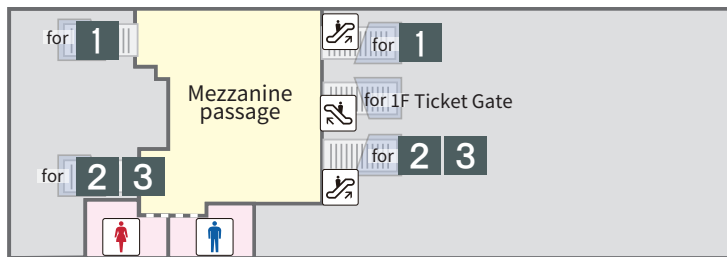 for 1
for 1
Mezzanine
passage
for 1F Ticket Gate
for 2 3
for 2 3